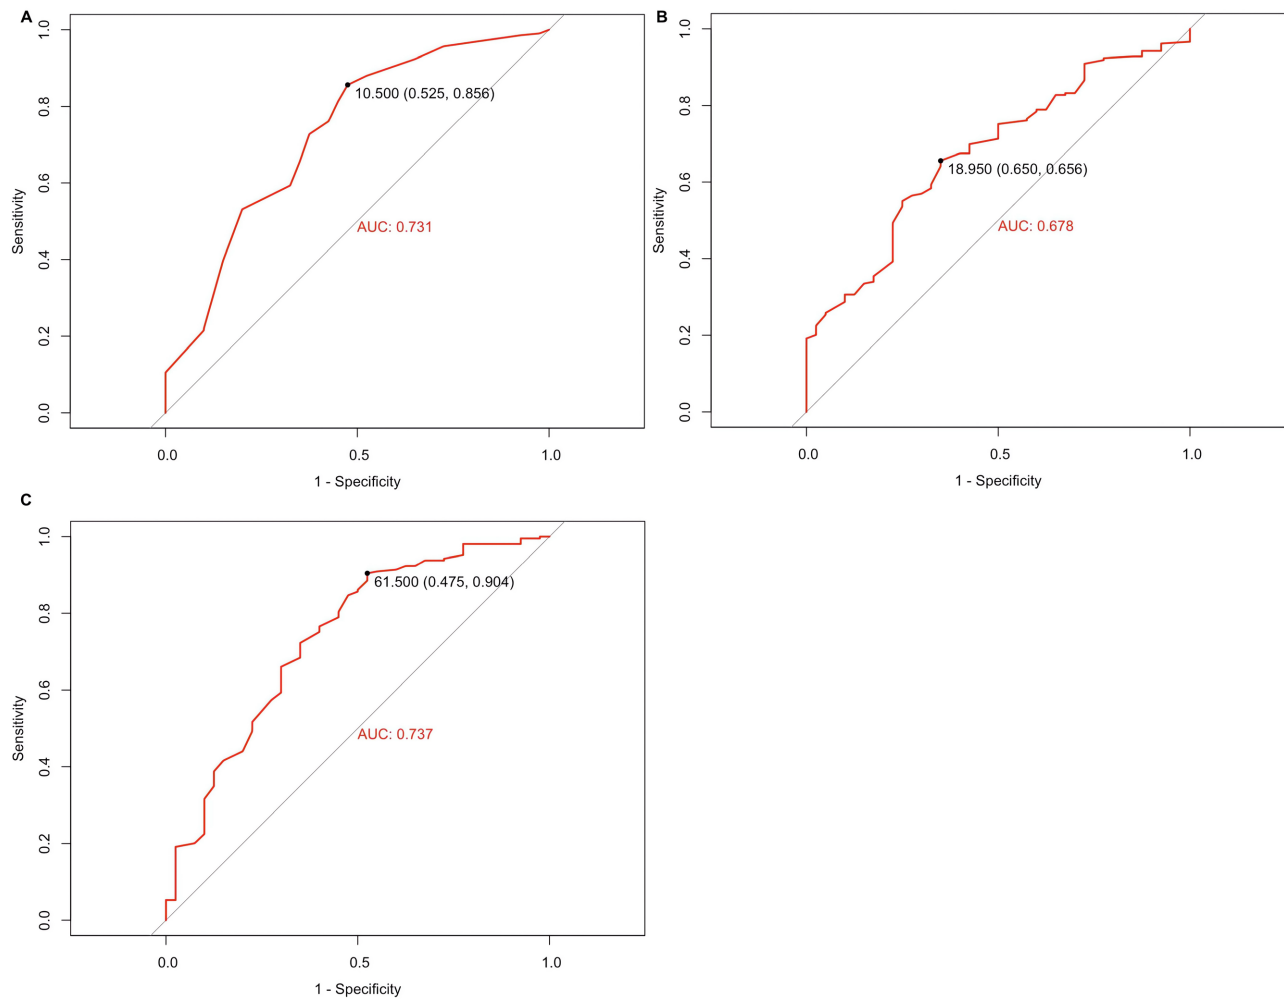 A
1.0
0.8
0.6
0.4
0.2
0.0
Sensitivity
10.500 (0.525, 0.856)
AUC: 0.731
0.0
0.5
1.0
1 - Specificity
B
1.0
0.8
0.6
0.4
0.2
0.0
Sensitivity
18.950 (0.650, 0.656)
AUC: 0.678
0.0
0.5
1.0
1 - Specificity
C
1.0
0.8
0.6
0.4
0.2
0.0
Sensitivity
61.500 (0.475, 0.904)
AUC: 0.737
0.0
0.5
1.0
1 - Specificity